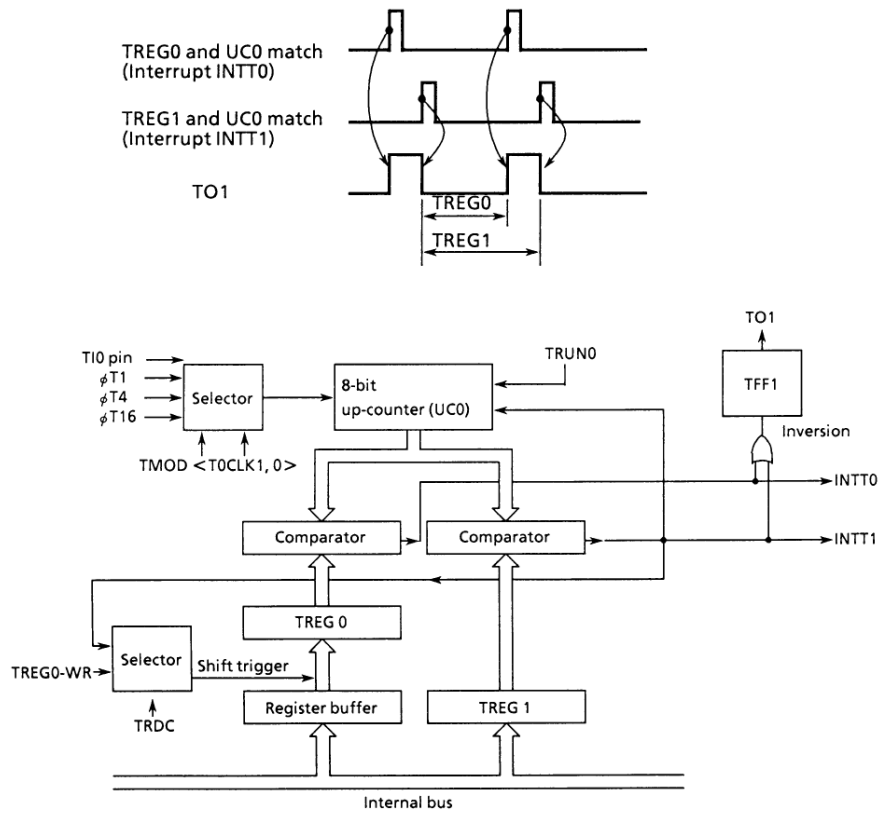 TREG0 and UC0 match
(Interrupt INTT0)
TREG1 and UC0 match
(Interrupt INTT1)
TO1
TREG0
TREG1
TO1
TI0 pin
TRUN0
8-bit
TFF1
φT1
φT4
Selector
up-counter (UC0)
φT16
Inversion
TMOD <T0CLK1, 0>
INTT0
Comparator
Comparator
INTT1
TREG 0
Selector
Shift trigger
TREG0-WR
Register buffer
TREG 1
TRDC
Internal bus